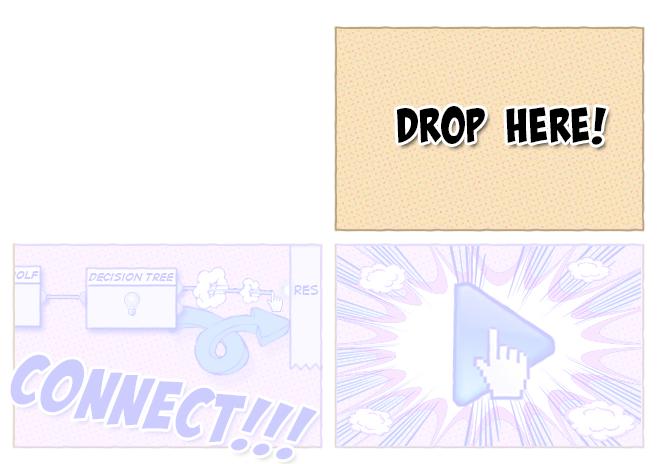 DROP HERE!
OLF
DECISION TREE
RES
CONNECT!!!